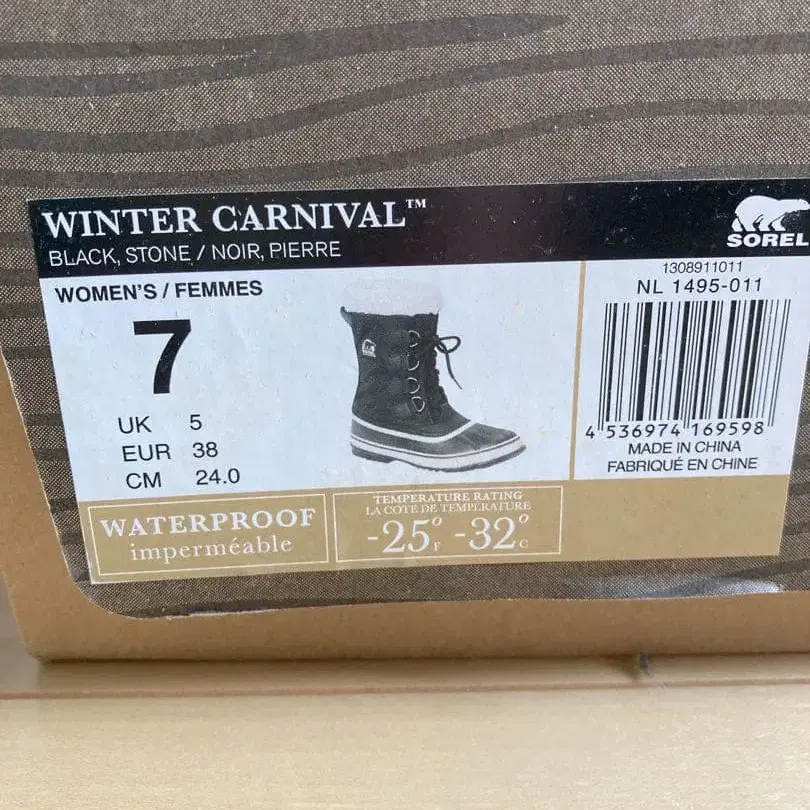 WINTER CARNIVAL™
BLACK, STONE / NOIR, PIERRE
SOREL
WOMEN'S / FEMMES
7
UK 5
EUR 38
CM 24.0
1308911011
NL 1495-011
4 536974 169598
MADE IN CHINA
FABRIQUÉ EN CHINE
WATERPROOF
imperméable
TEMPERATURE RATING
LA COTE DE TEMPERATURE
-25°F -32°C